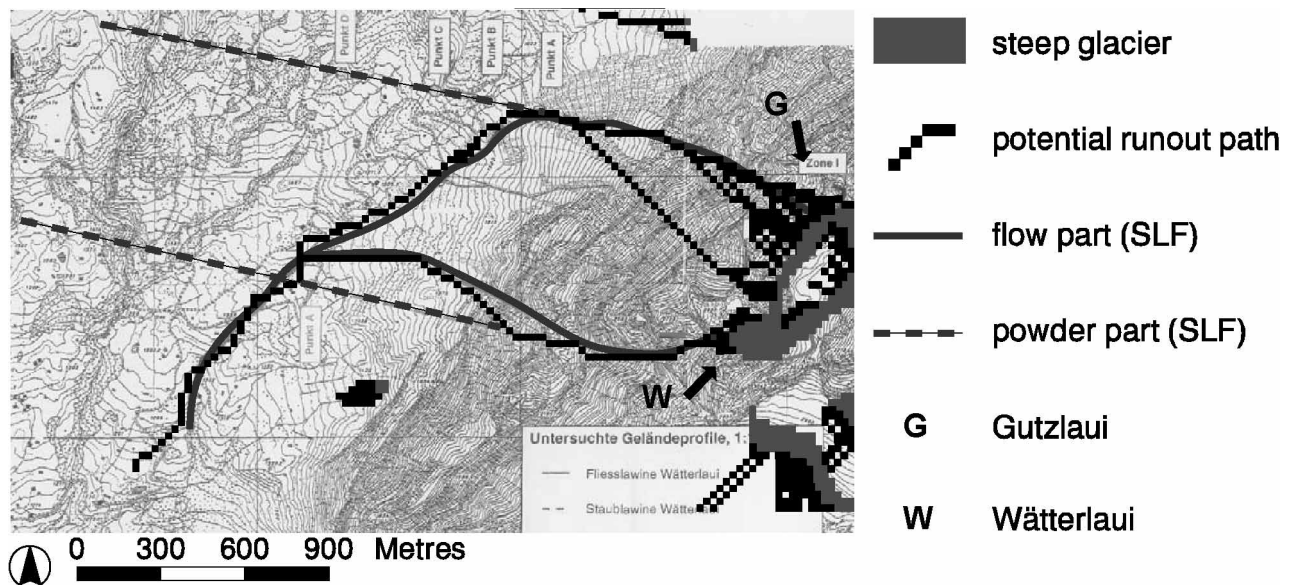 Punkt D
Punkt C
Punkt B
Punkt A
G
Zone I
Punkt A
W
Untersuchte Geländeprofile, 1:
Fliesslawine Wätterlaui
Staublawine
0 300 600 900 Metres
steep glacier
potential runout path
flow part (SLF)
powder part (SLF)
G Gutzlaui
W Wätterlaui